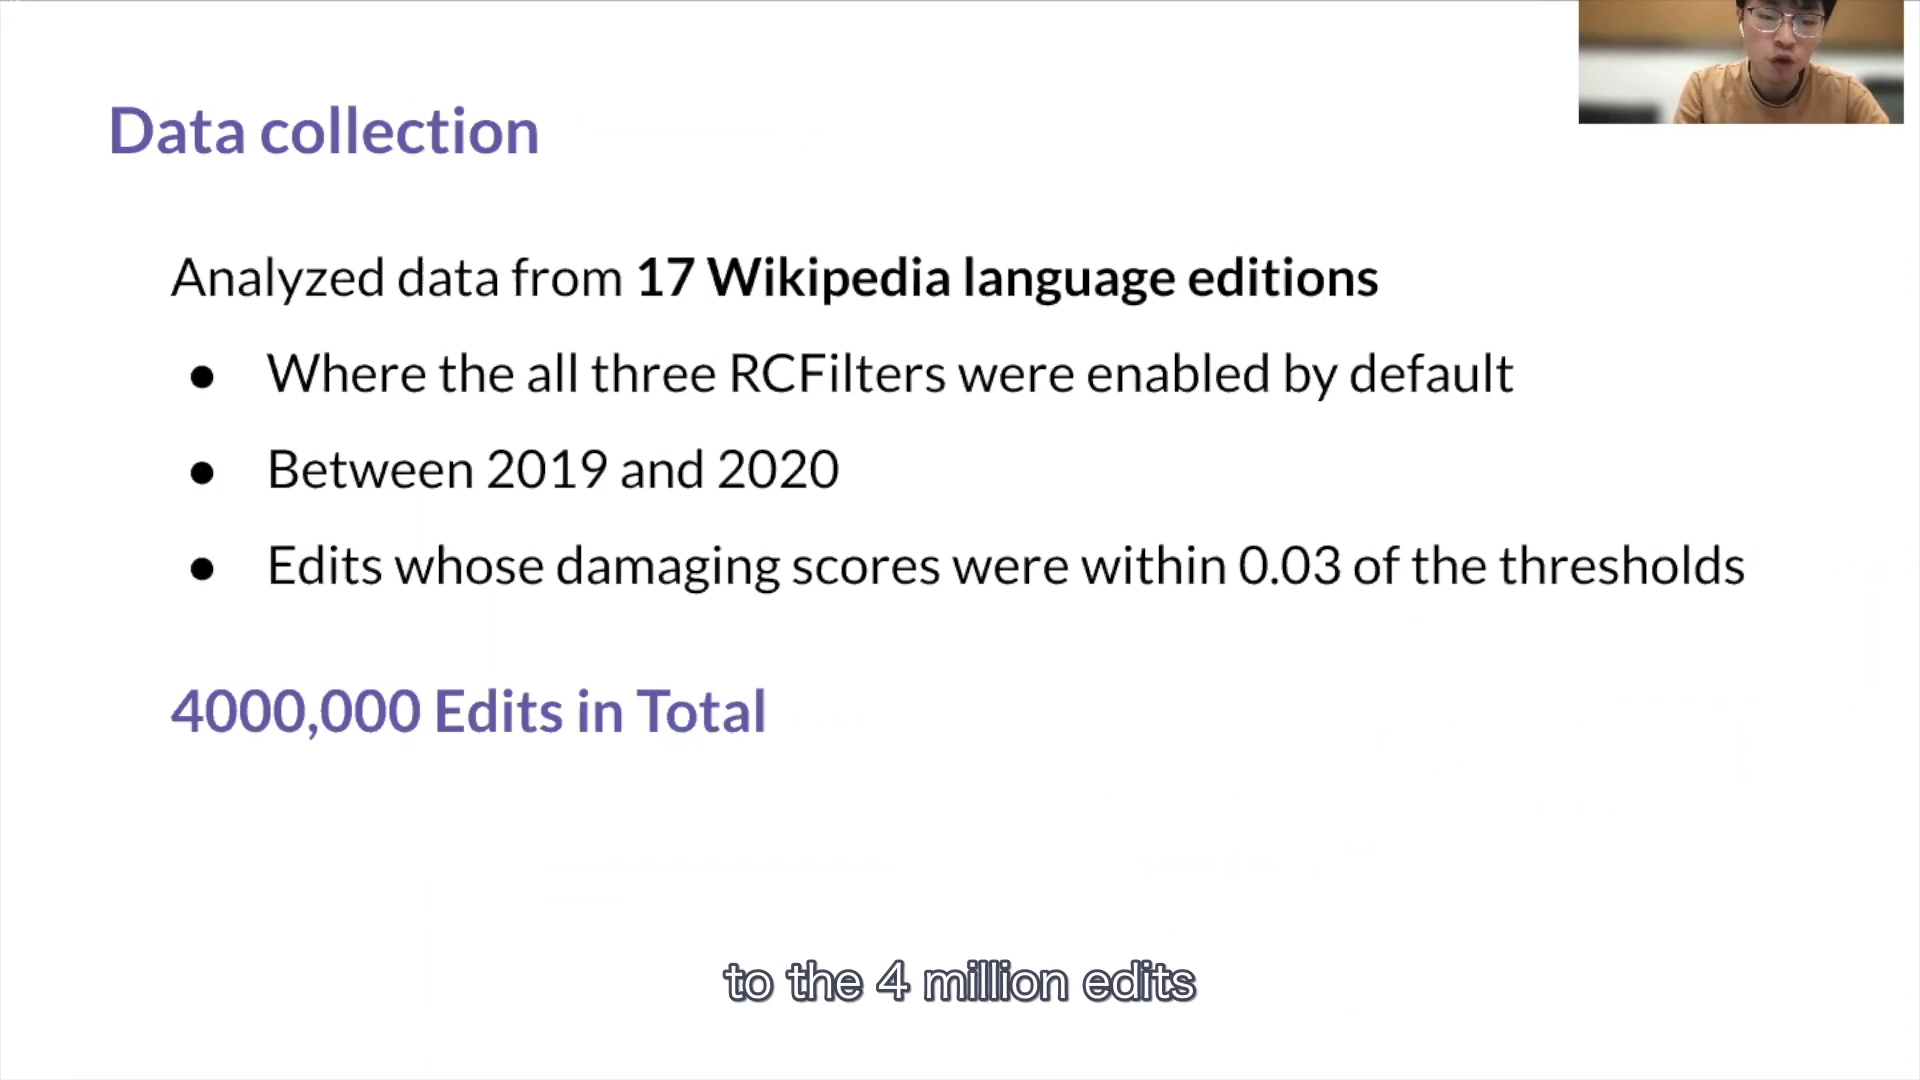 Data collection
Analyzed data from 17 Wikipedia language editions
● Where the all three RCFilters were enabled by default
● Between 2019 and 2020
● Edits whose damaging scores were within 0.03 of the thresholds
4000,000 Edits in Total
to the 4 million edits